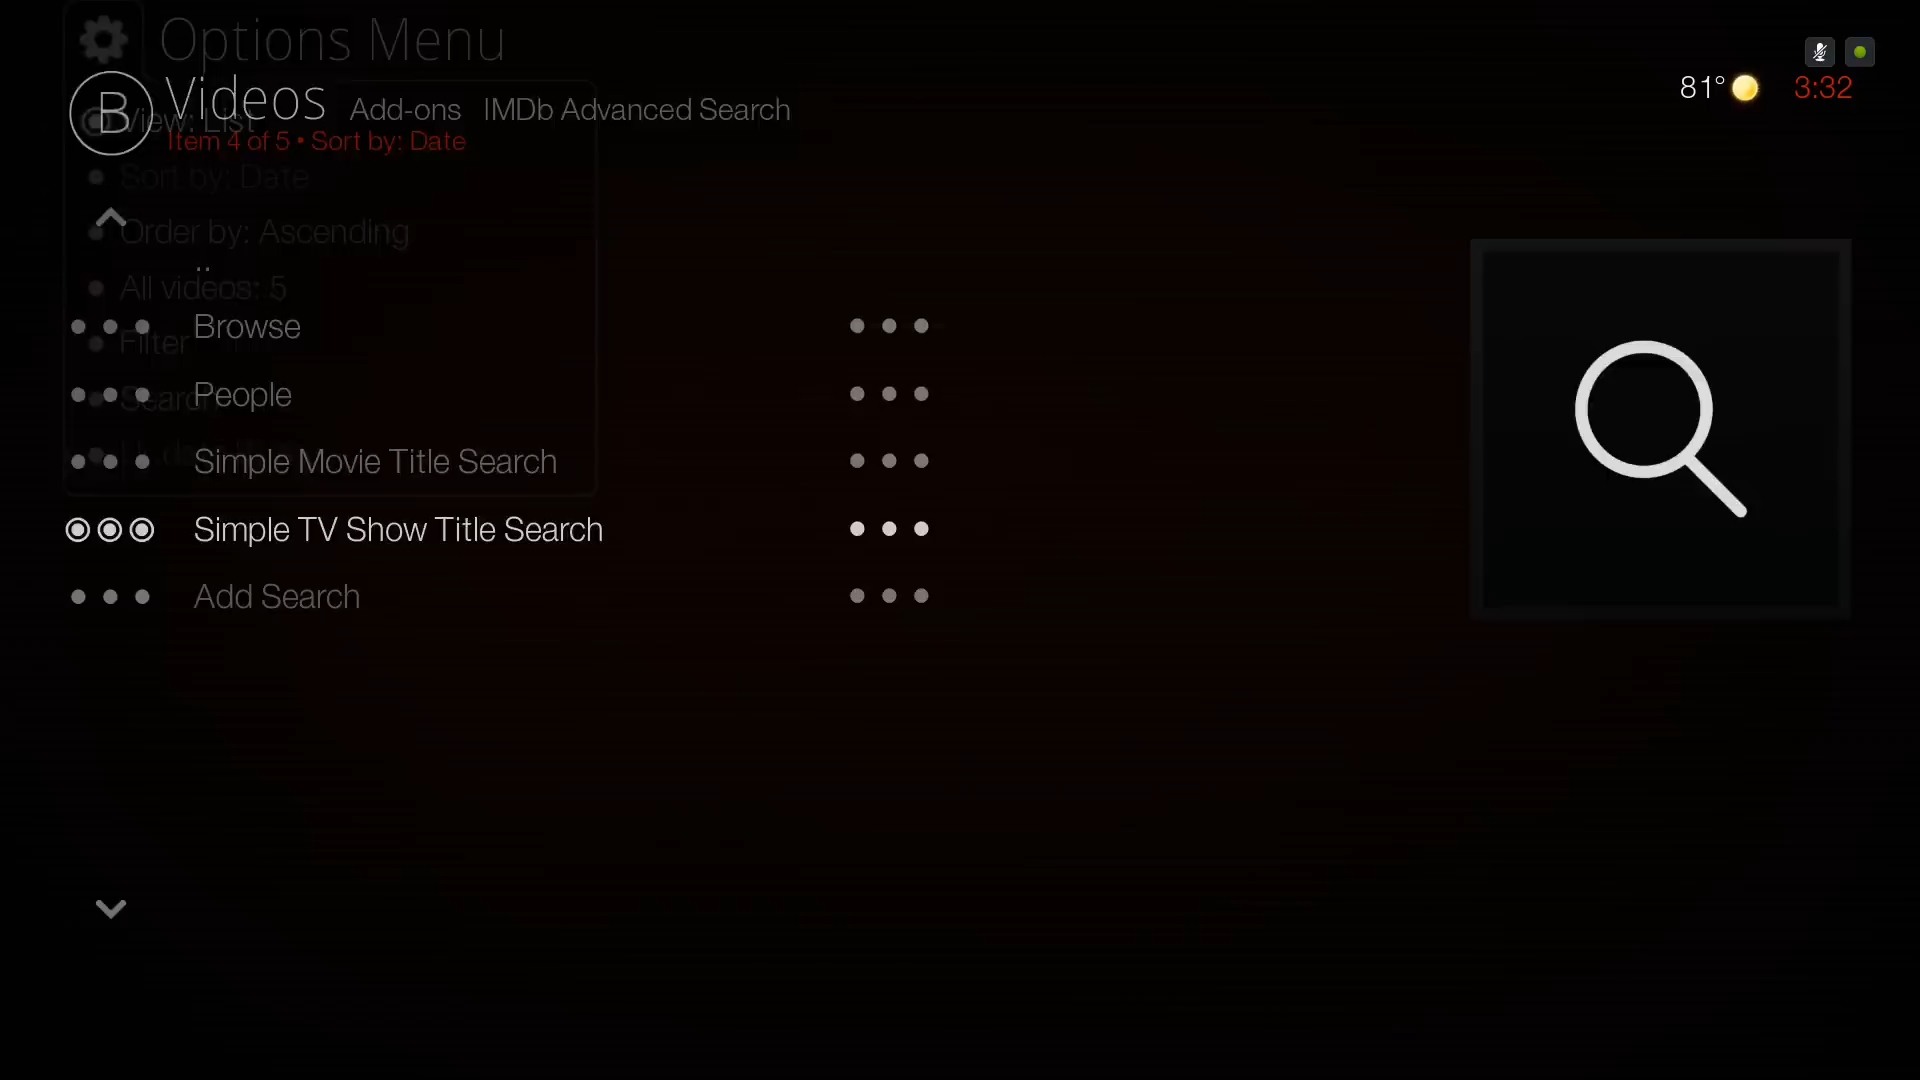 Options Menu
B Videos Add-ons IMDb Advanced Search
81° 3:32
View: List
Item 4 of 5 • Sort by: Date
Sort by: Date
Order by: Ascending
..
All videos: 5
Browse
Filter
People
Search
Simple Movie Title Search
Simple TV Show Title Search
Add Search